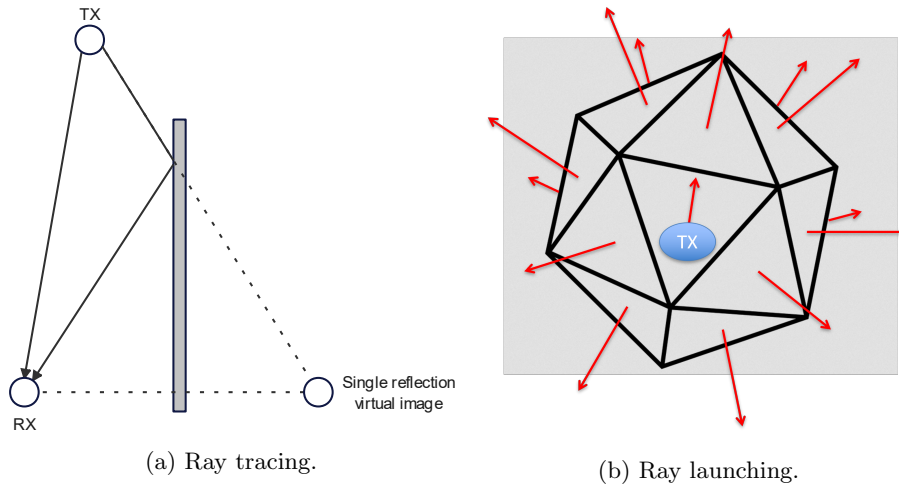 TX
RX
Single reflection
virtual image
(a) Ray tracing.
TX
(b) Ray launching.